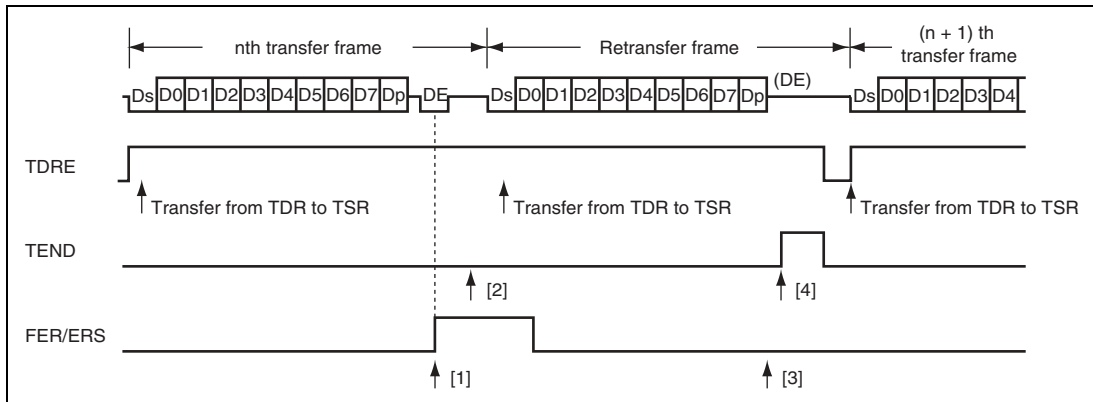 nth transfer frame
Retransfer frame
(n + 1) th
transfer frame
Ds D0 D1 D2 D3 D4 D5 D6 D7 Dp DE
Ds D0 D1 D2 D3 D4 D5 D6 D7 Dp (DE)
Ds D0 D1 D2 D3 D4
TDRE
Transfer from TDR to TSR
Transfer from TDR to TSR
Transfer from TDR to TSR
TEND
[2]
[4]
FER/ERS
[1]
[3]